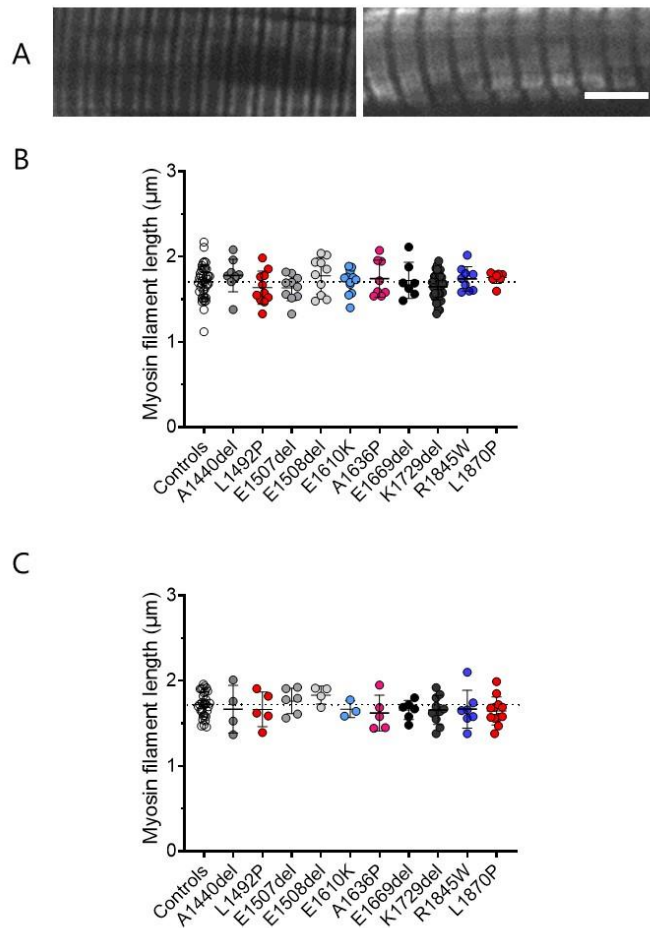 A
B
Myosin filament length (µm)
3
2
1
0
Controls
A1440del
L1492P
E1507del
E1508del
E1610K
A1636P
E1669del
K1729del
R1845W
L1870P
C
Myosin filament length (µm)
3
2
1
0
Controls
A1440del
L1492P
E1507del
E1508del
E1610K
A1636P
E1669del
K1729del
R1845W
L1870P